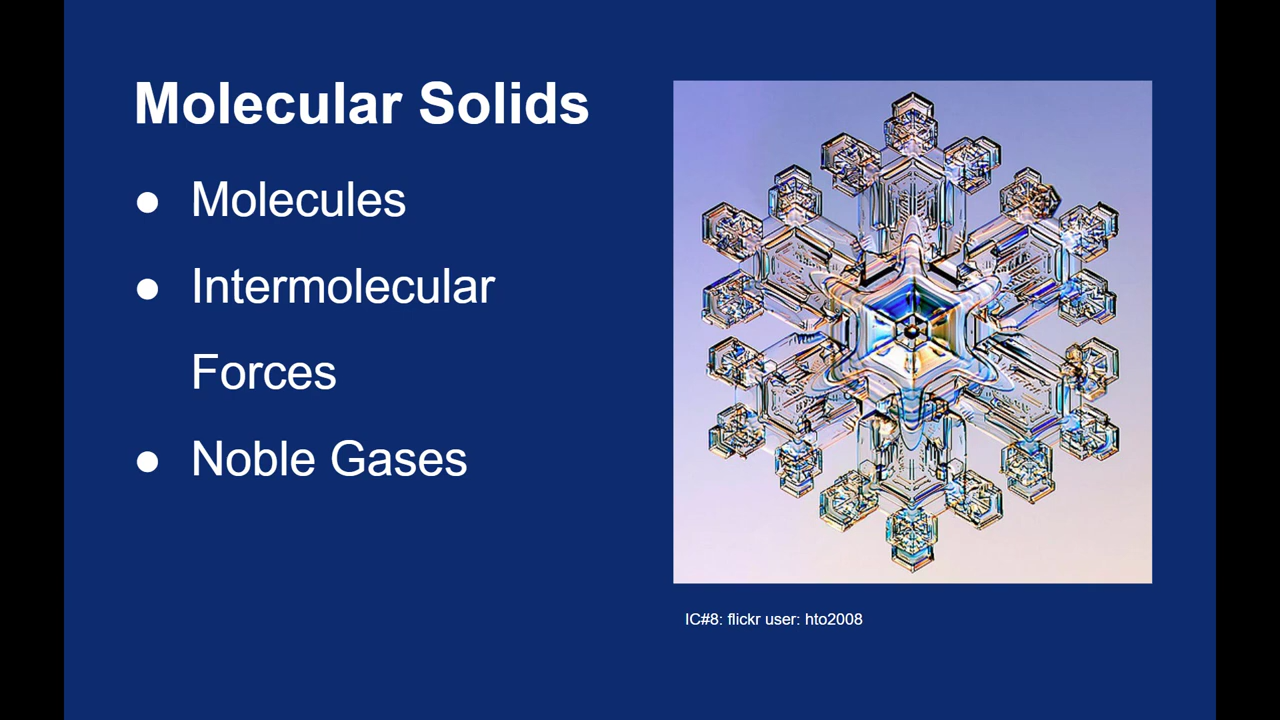 Molecular Solids
● Molecules
● Intermolecular
Forces
● Noble Gases
IC#8: flickr user: hto2008